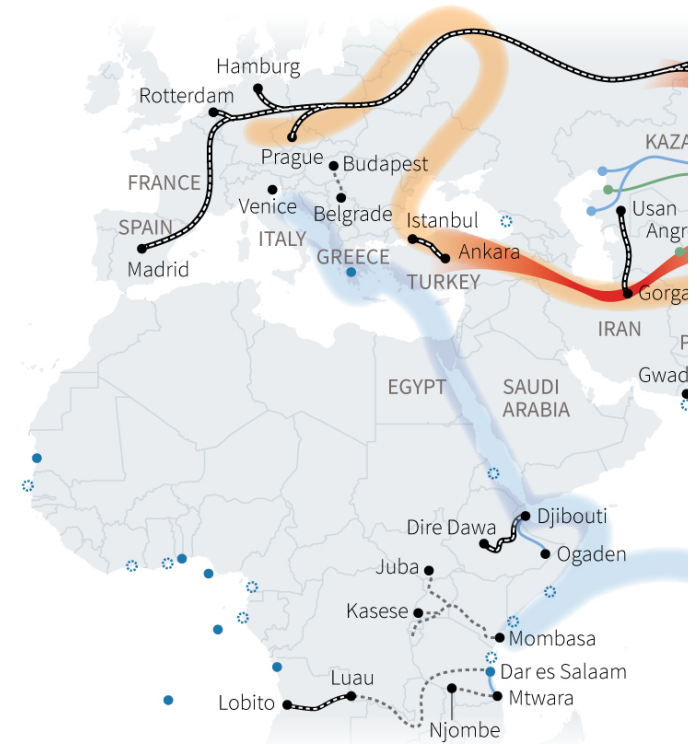 Hamburg
Rotterdam
KAZA
Prague
Budapest
FRANCE
Venice
Belgrade
Usan
SPAIN
Istanbul
Angr
ITALY
GREECE
Ankara
Madrid
TURKEY
Gorga
IRAN
P
Gwad
EGYPT
SAUDI
ARABIA
Djibouti
Dire Dawa
Ogaden
Juba
Kasese
Mombasa
Dar es Salaam
Luau
Lobito
Mtwara
Njombe